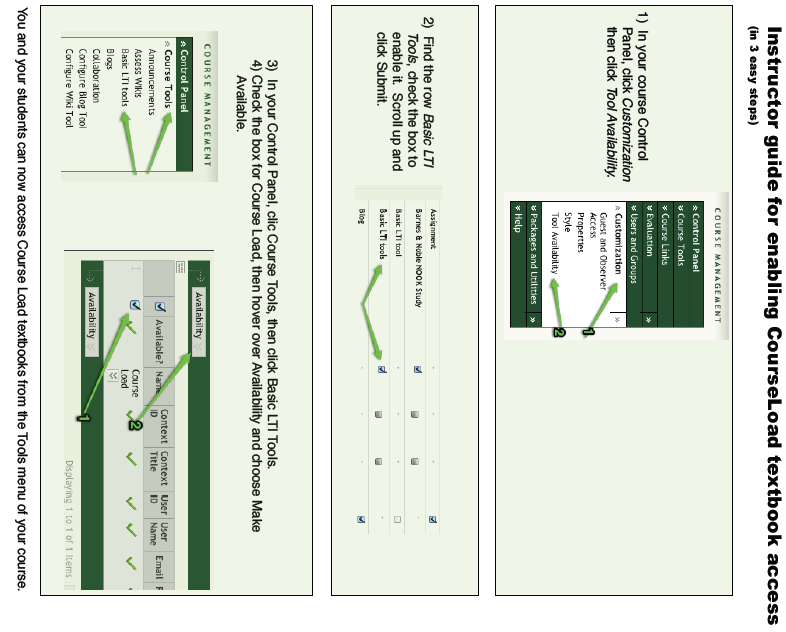 Instructor guide for enabling CourseLoad textbook access
(in 3 easy steps)
1) In your course Control
Panel, click Customization
then click Tool Availability.
COURSE MANAGEMENT
Control Panel
Course Tools
Course Links
Evaluation
Users and Groups
Customization
Guest and Observer
Access
Properties
Style
Tool Availability
Packages and Utilities
Help
1
2
2) Find the row Basic LTI
Tools, check the box to
enable it. Scroll up and
click Submit.
Assignment
Barnes & Noble NOOK Study
Basic LTI tool
Basic LTI tools
Blog
3) In your Control Panel, clic Course Tools, then click Basic LTI Tools.
4) Check the box for Course Load, then hover over Availability and choose Make
Available.
COURSE MANAGEMENT
Control Panel
Course Tools
Announcements
Assess Wikis
Basic LTI tools
Blogs
Collaboration
Configure Blog Tool
Configure Wiki Tool
Availability
Available? Name Context ID Context Title User ID User Name Email
Course
Load
2
Availability
1
Displaying 1 to 1 of 1 items
You and your students can now access Course Load textbooks from the Tools menu of your course.